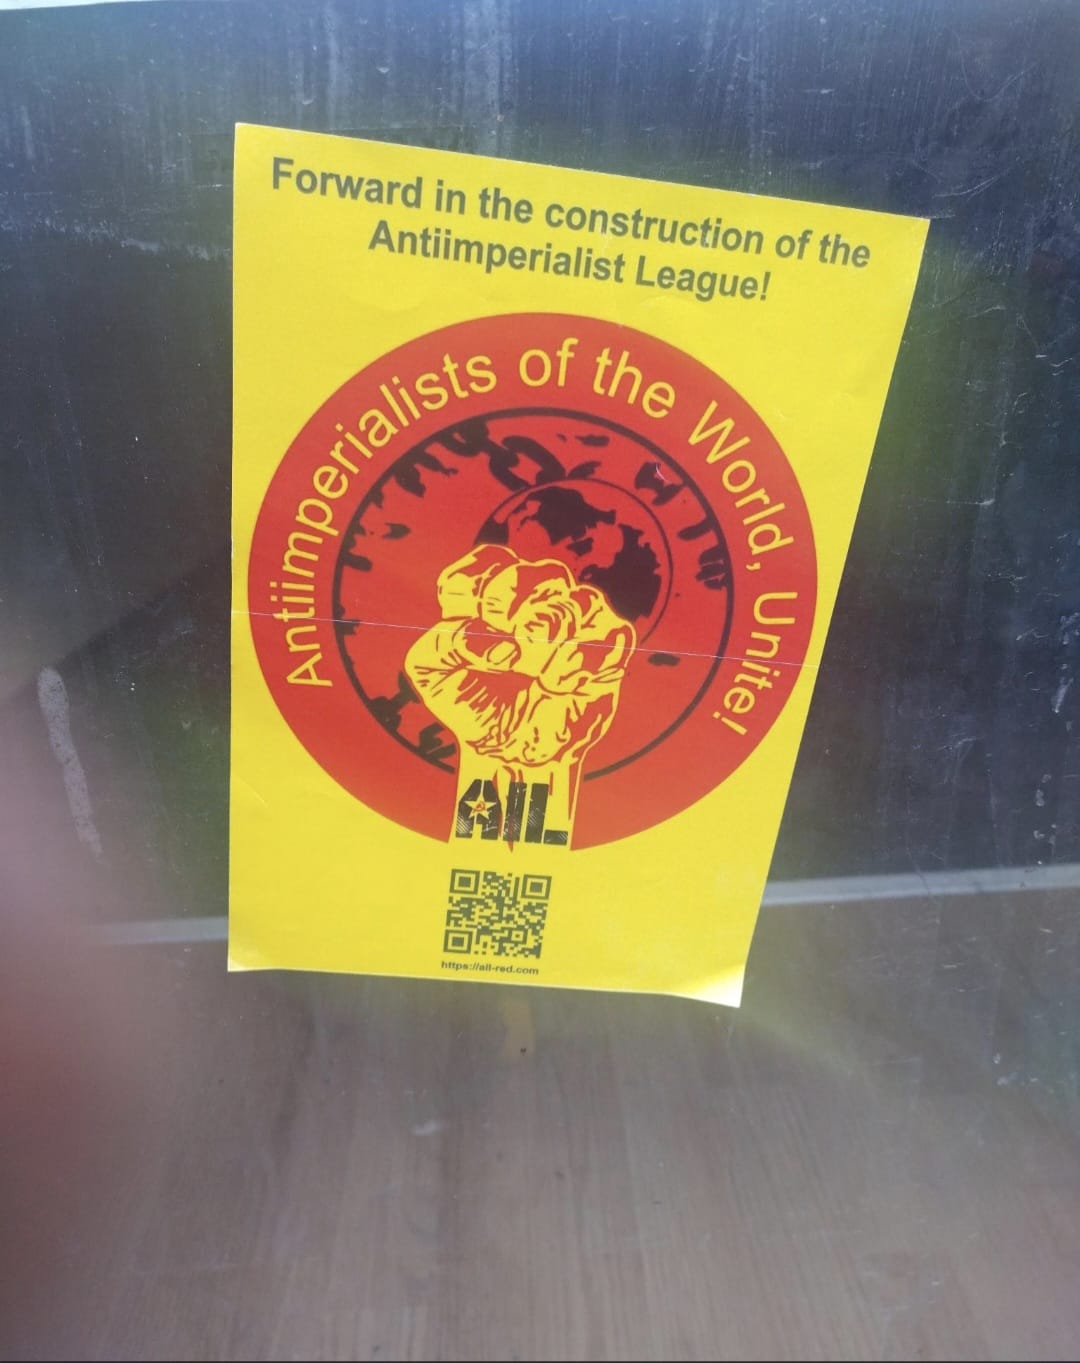 Forward in the construction of the
Antiimperialist League!
Antiimperialists of the World, Unite!
AIL
https://ail-red.com